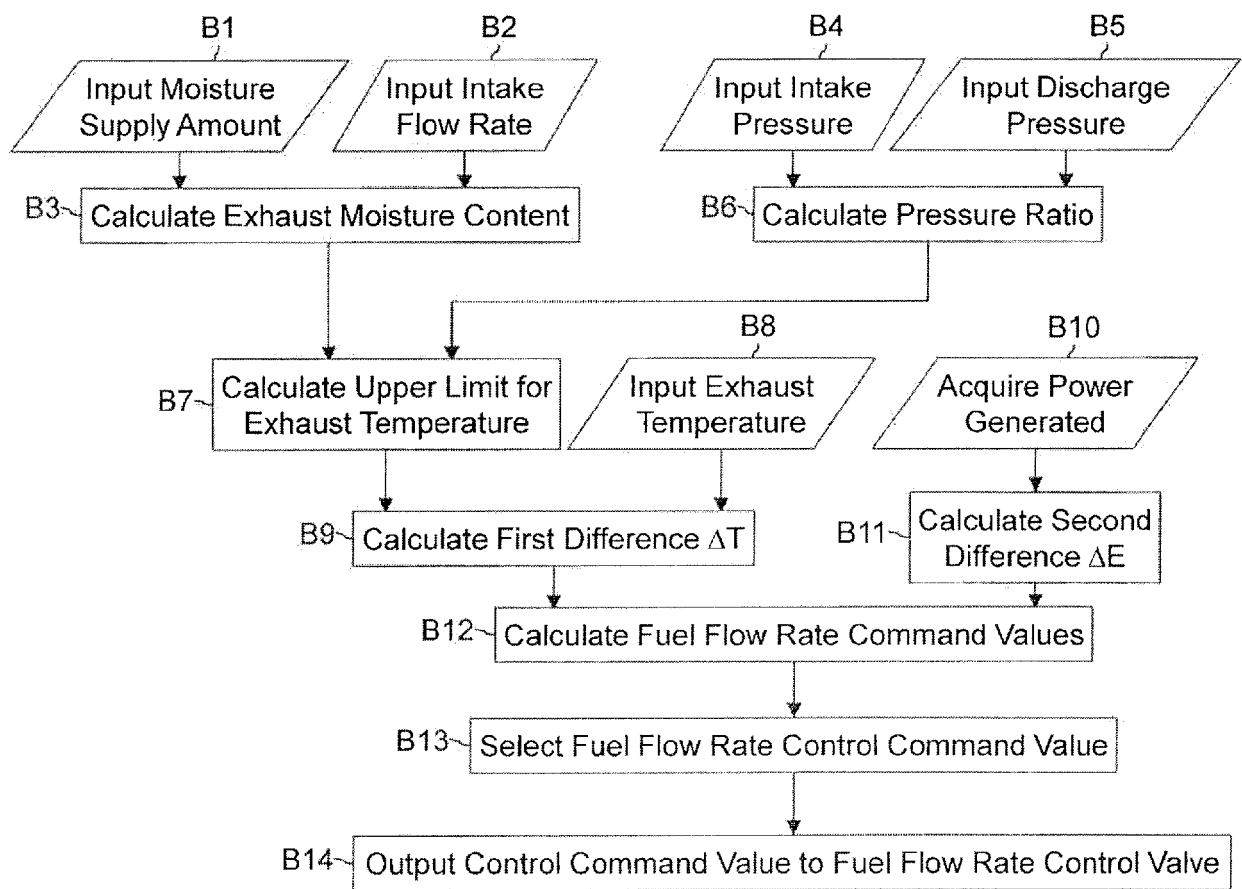 B1
B2
B4
B5
Input Moisture
Supply Amount
Input Intake
Flow Rate
Input Intake
Pressure
Input Discharge
Pressure
B3
Calculate Exhaust Moisture Content
B6
Calculate Pressure Ratio
B8
B10
B7
Calculate Upper Limit for
Exhaust Temperature
Input Exhaust
Temperature
Acquire Power
Generated
B9
Calculate First Difference ΔT
B11
Calculate Second
Difference ΔE
B12
Calculate Fuel Flow Rate Command Values
B13
Select Fuel Flow Rate Control Command Value
B14
Output Control Command Value to Fuel Flow Rate Control Valve